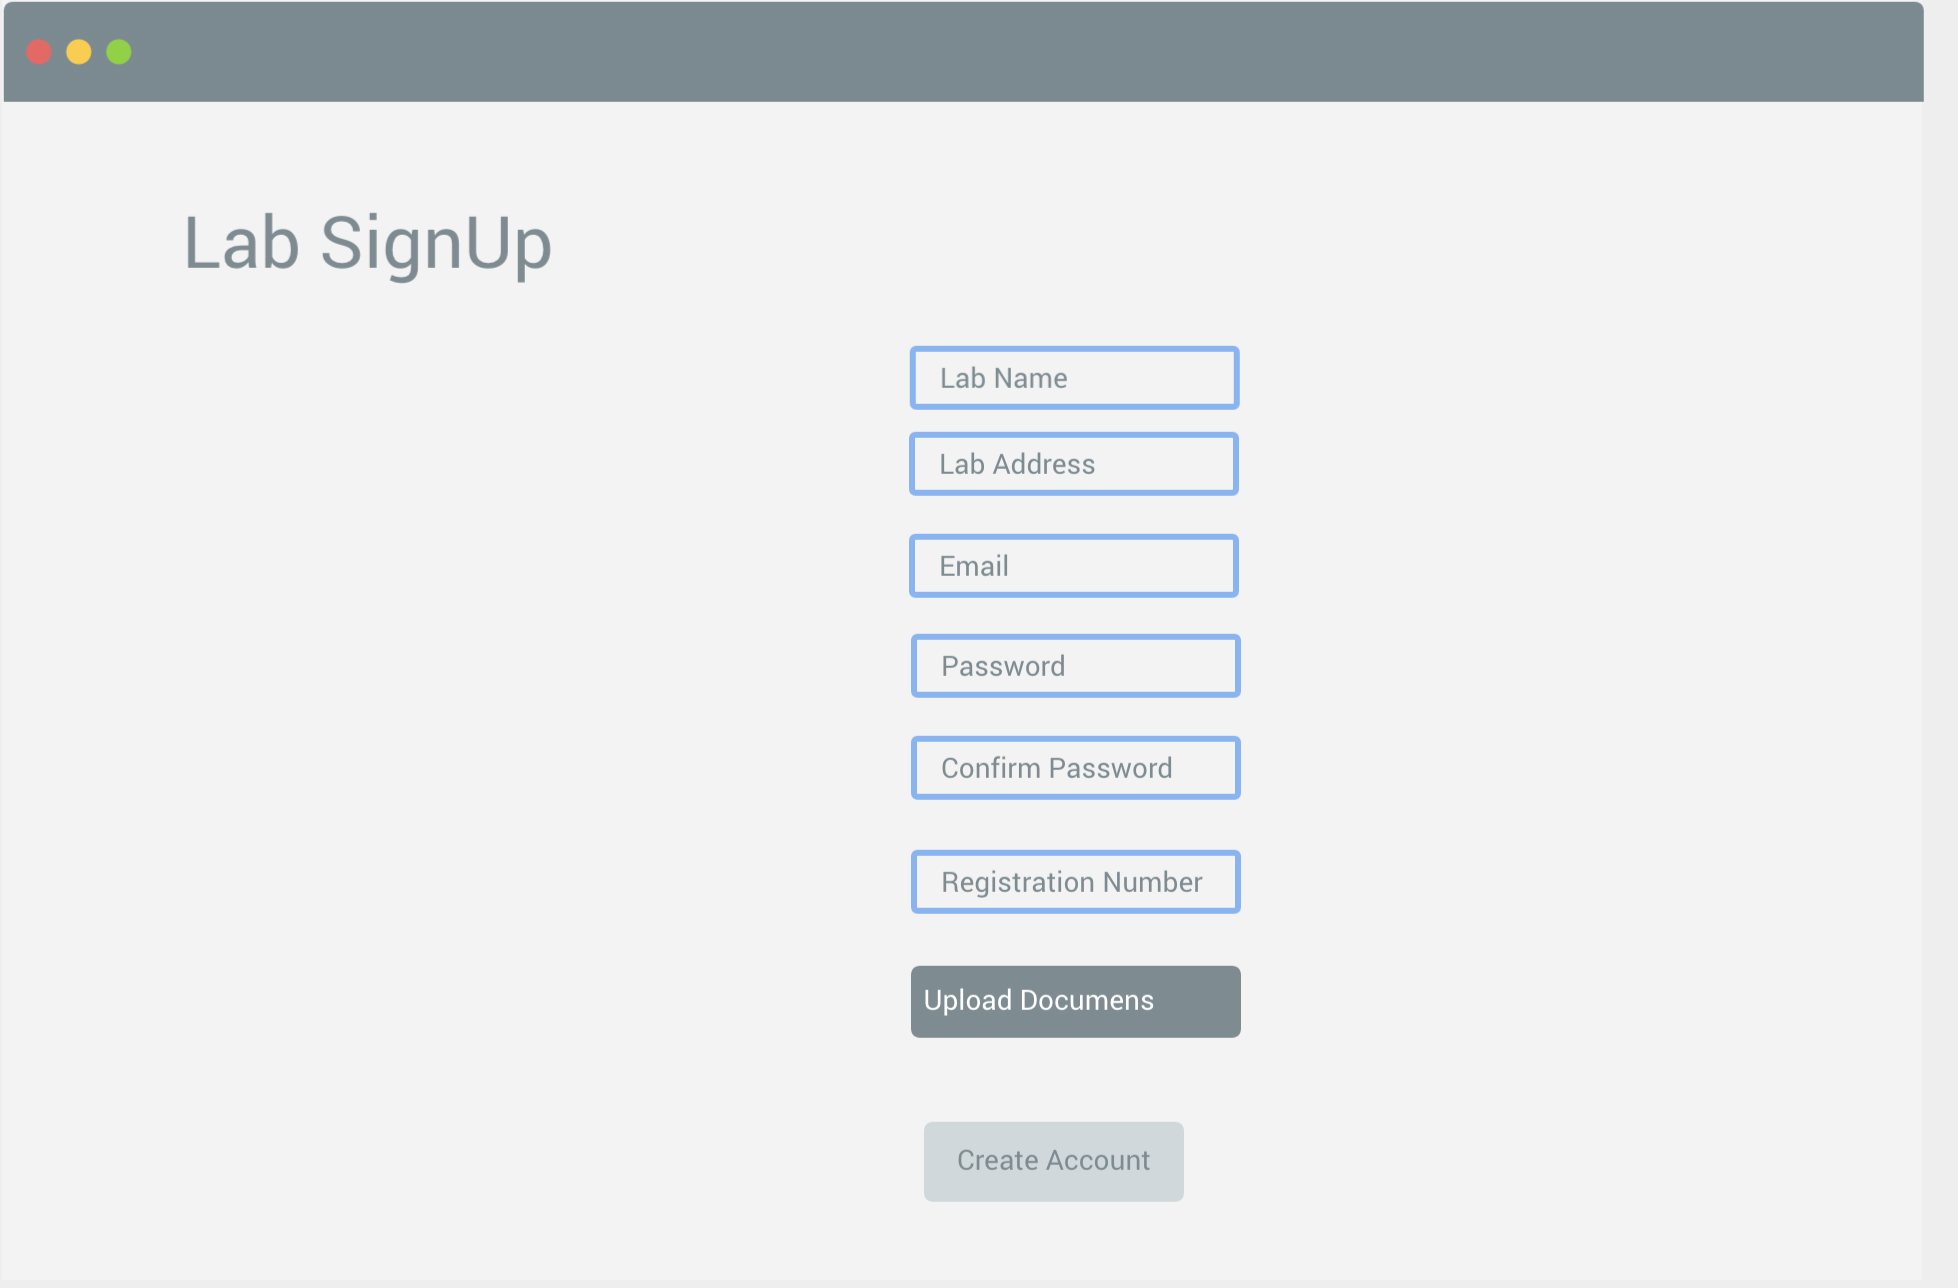 Lab SignUp
Lab Name
Lab Address
Email
Password
Confirm Password
Registration Number
Upload Documens
Create Account